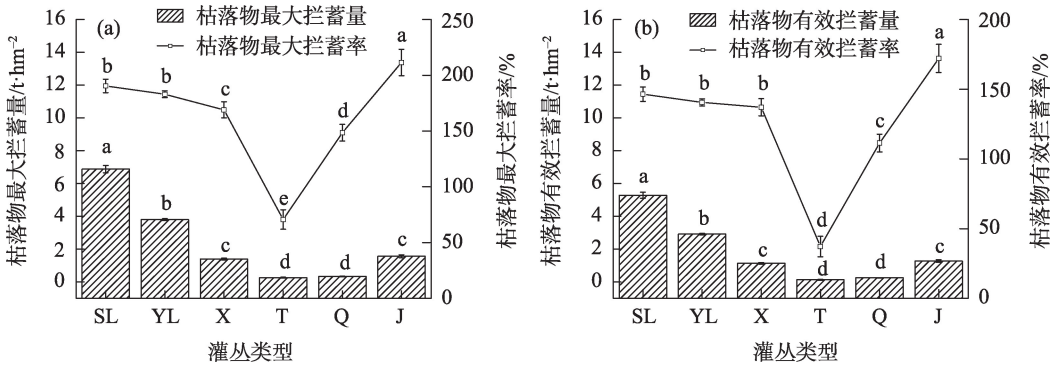 (a)
枯落物最大拦蓄量
枯落物最大拦蓄率
枯落物最大拦蓄量/t·hm⁻²
16
14
12
10
8
6
4
2
0
b
b
c
e
d
a
a
b
c
d
d
c
250
200
150
100
50
0
枯落物最大拦蓄率/%
SL YL X T Q J
灌丛类型
(b)
枯落物有效拦蓄量
枯落物有效拦蓄率
枯落物有效拦蓄量/t·hm⁻²
16
14
12
10
8
6
4
2
0
b
b
b
d
c
a
a
b
c
d
d
c
200
150
100
50
0
枯落物有效拦蓄率/%
SL YL X T Q J
灌丛类型